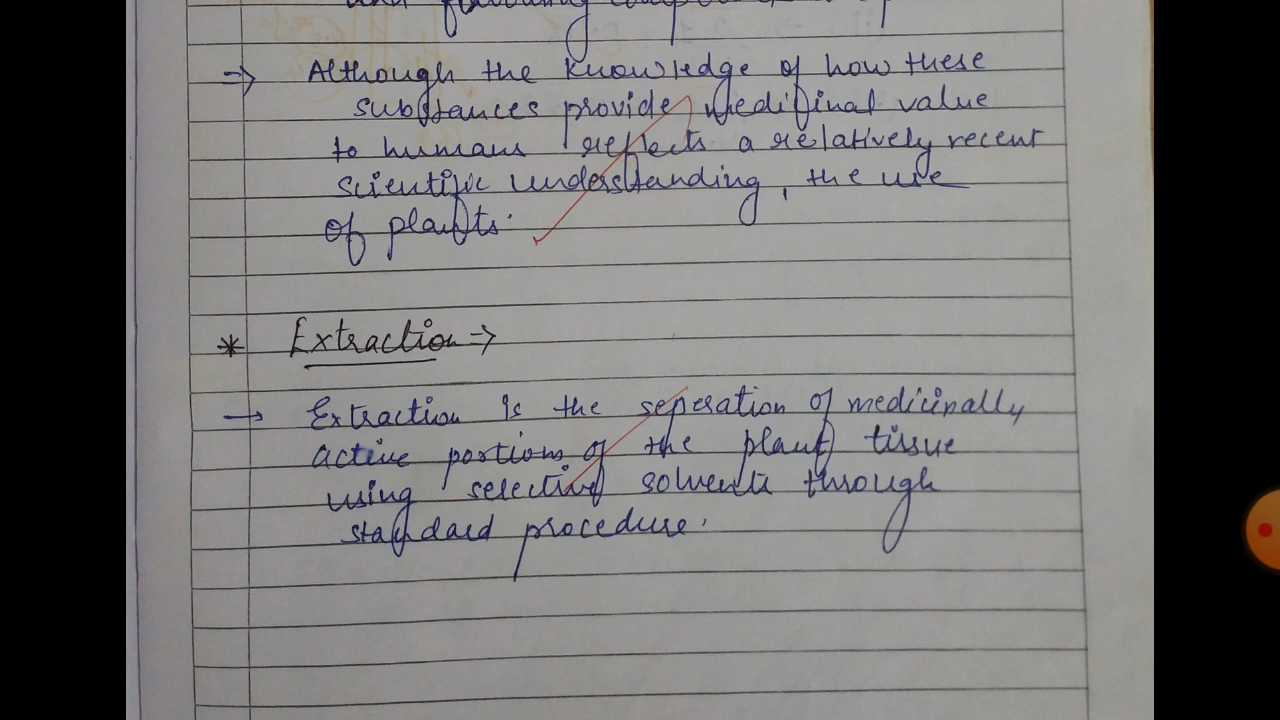 ⇒ Although the knowledge of how these
substances provide medicinal value
to humans reflects a relatively recent
scientific understanding, the use
of plants.
* Extraction ⇒
→ Extraction is the seperation of medicinally
active portions of the plant tissue
using selective solvents through
standard procedure.